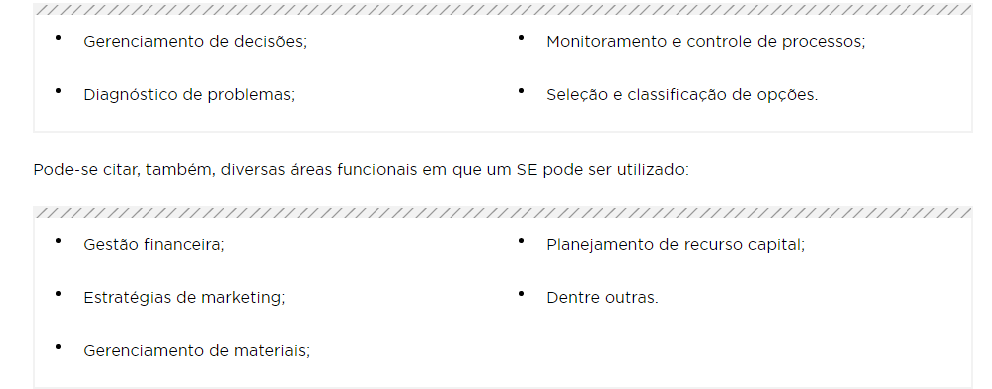 Gerenciamento de decisões;
Diagnóstico de problemas;
Monitoramento e controle de processos;
Seleção e classificação de opções.
Pode-se citar, também, diversas áreas funcionais em que um SE pode ser utilizado:
Gestão financeira;
Estratégias de marketing;
Gerenciamento de materiais;
Planejamento de recurso capital;
Dentre outras.